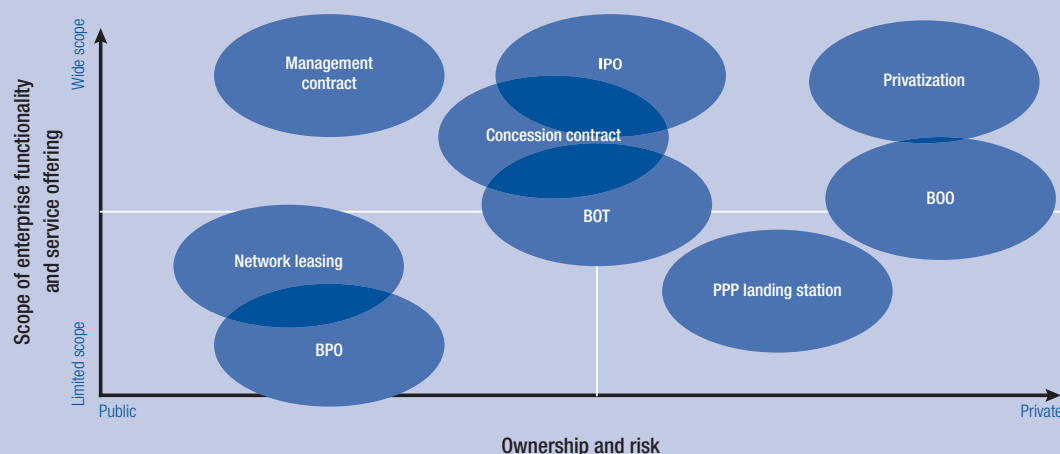 Scope of enterprise functionality
and service offering
Wide scope
Limited scope
Management
contract
IPO
Privatization
Concession contract
BOT
BOO
Network leasing
PPP landing station
BPO
Public
Private
Ownership and risk